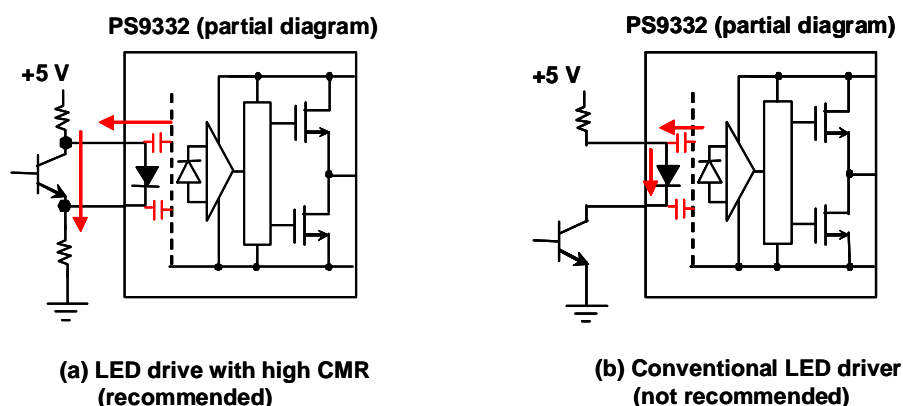 PS9332 (partial diagram)
+5 V
(a) LED drive with high CMR
(recommended)
PS9332 (partial diagram)
+5 V
(b) Conventional LED driver
(not recommended)